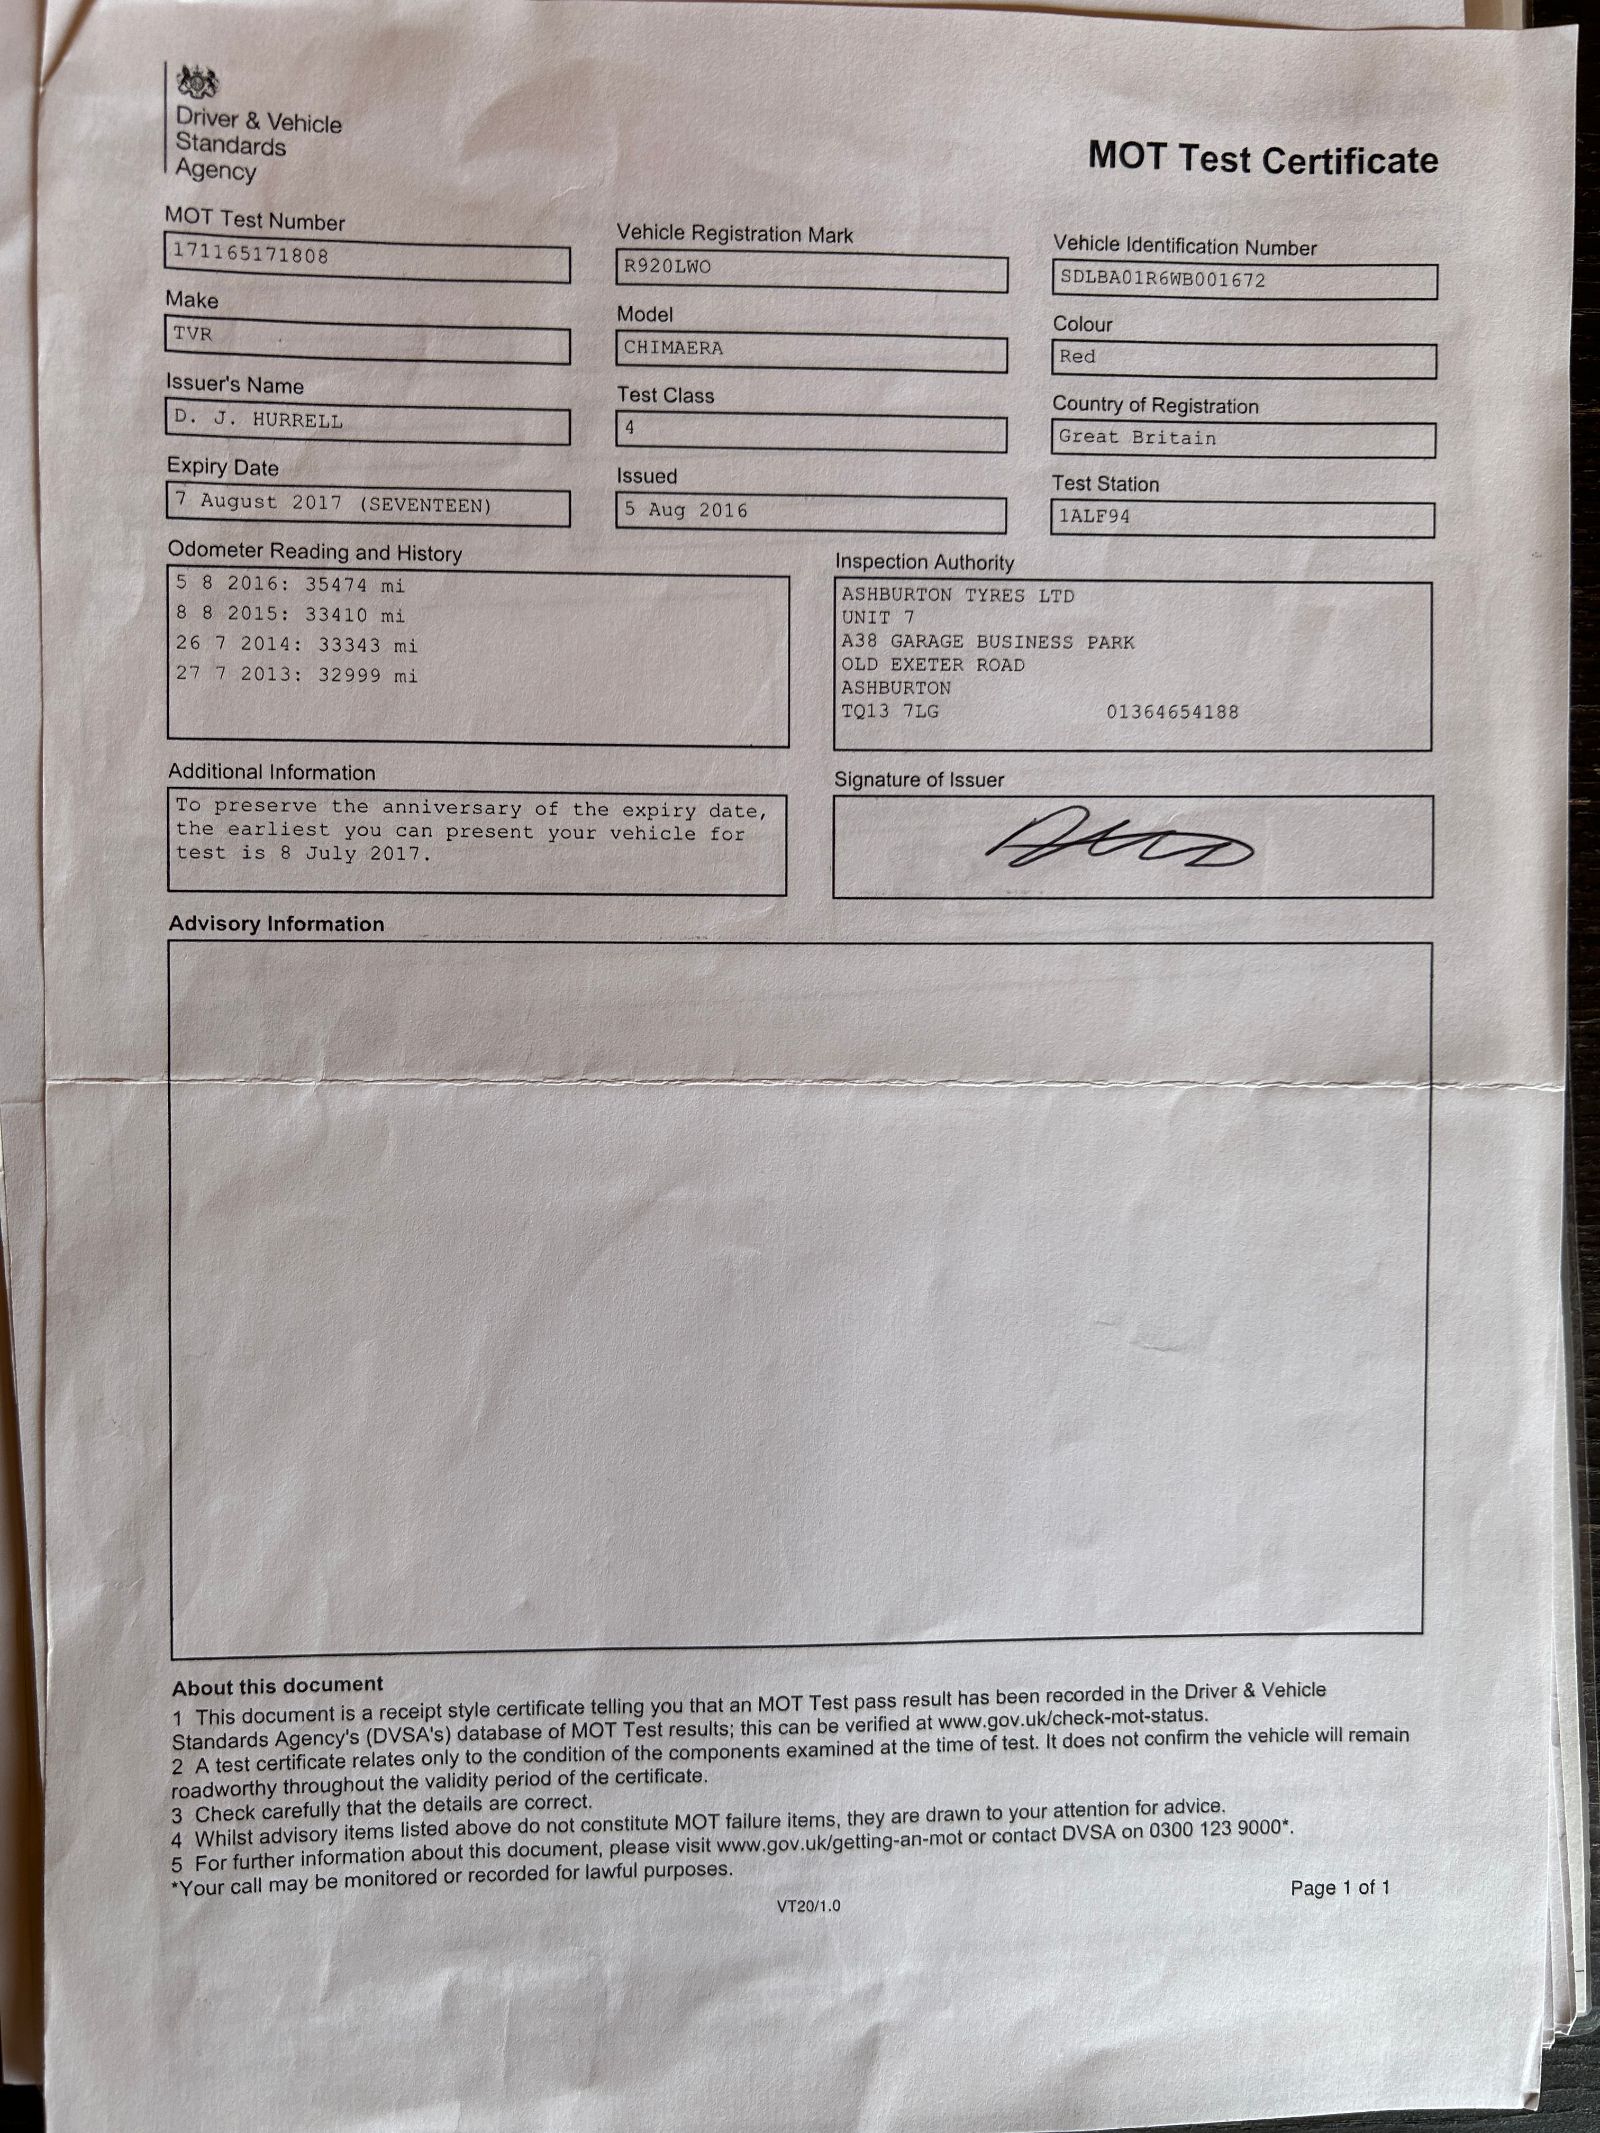 Driver & Vehicle
Standards
Agency
MOT Test Certificate
MOT Test Number
171165171808
Vehicle Registration Mark
R920LWO
Vehicle Identification Number
SDLBA01R6WB001672
Make
TVR
Model
CHIMAERA
Colour
Red
Issuer's Name
D. J. HURRELL
Test Class
4
Country of Registration
Great Britain
Expiry Date
7 August 2017 (SEVENTEEN)
Issued
5 Aug 2016
Test Station
1ALF94
Odometer Reading and History
5 8 2016: 35474 mi
8 8 2015: 33410 mi
26 7 2014: 33343 mi
27 7 2013: 32999 mi
Inspection Authority
ASHBURTON TYRES LTD
UNIT 7
A38 GARAGE BUSINESS PARK
OLD EXETER ROAD
ASHBURTON
TQ13 7LG 01364654188
Additional Information
To preserve the anniversary of the expiry date,
the earliest you can present your vehicle for
test is 8 July 2017.
Signature of Issuer
Advisory Information
About this document
1 This document is a receipt style certificate telling you that an MOT Test pass result has been recorded in the Driver & Vehicle
Standards Agency's (DVSA's) database of MOT Test results; this can be verified at www.gov.uk/check-mot-status.
2 A test certificate relates only to the condition of the components examined at the time of test. It does not confirm the vehicle will remain
roadworthy throughout the validity period of the certificate.
3 Check carefully that the details are correct.
4 Whilst advisory items listed above do not constitute MOT failure items, they are drawn to your attention for advice.
5 For further information about this document, please visit www.gov.uk/getting-an-mot or contact DVSA on 0300 123 9000*.
*Your call may be monitored or recorded for lawful purposes.
Page 1 of 1
VT20/1.0